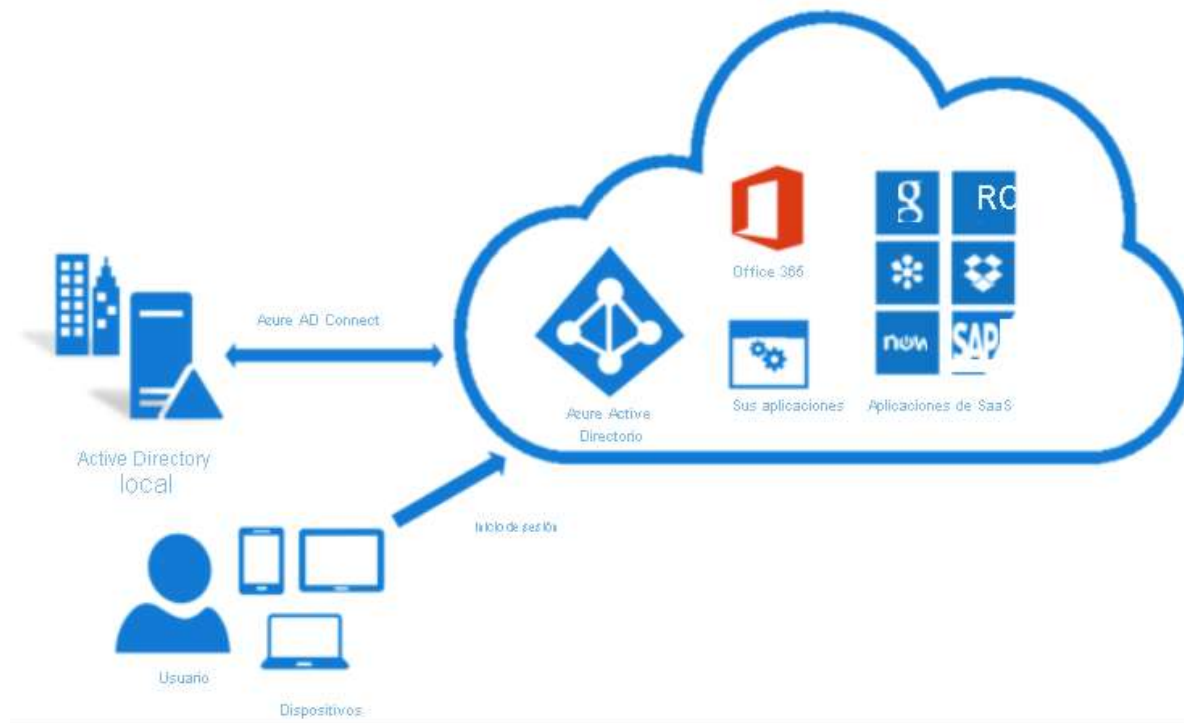 Office 365
g
RO
now
SAP
Azure AD Connect
Azure Active
Directorio
Sus aplicaciones
Aplicaciones de SaaS
Active Directory
local
Inicio de sesión
Usuario
Dispositivos